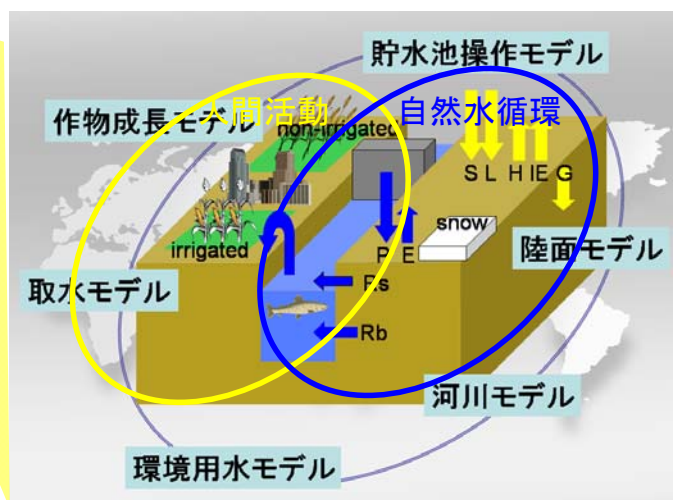 貯水池操作モデル
人間活動
自然水循環
作物成長モデル
non-irrigated
S L H lE G
snow
irrigated
P E
陸面モデル
取水モデル
Rs
Rb
河川モデル
環境用水モデル